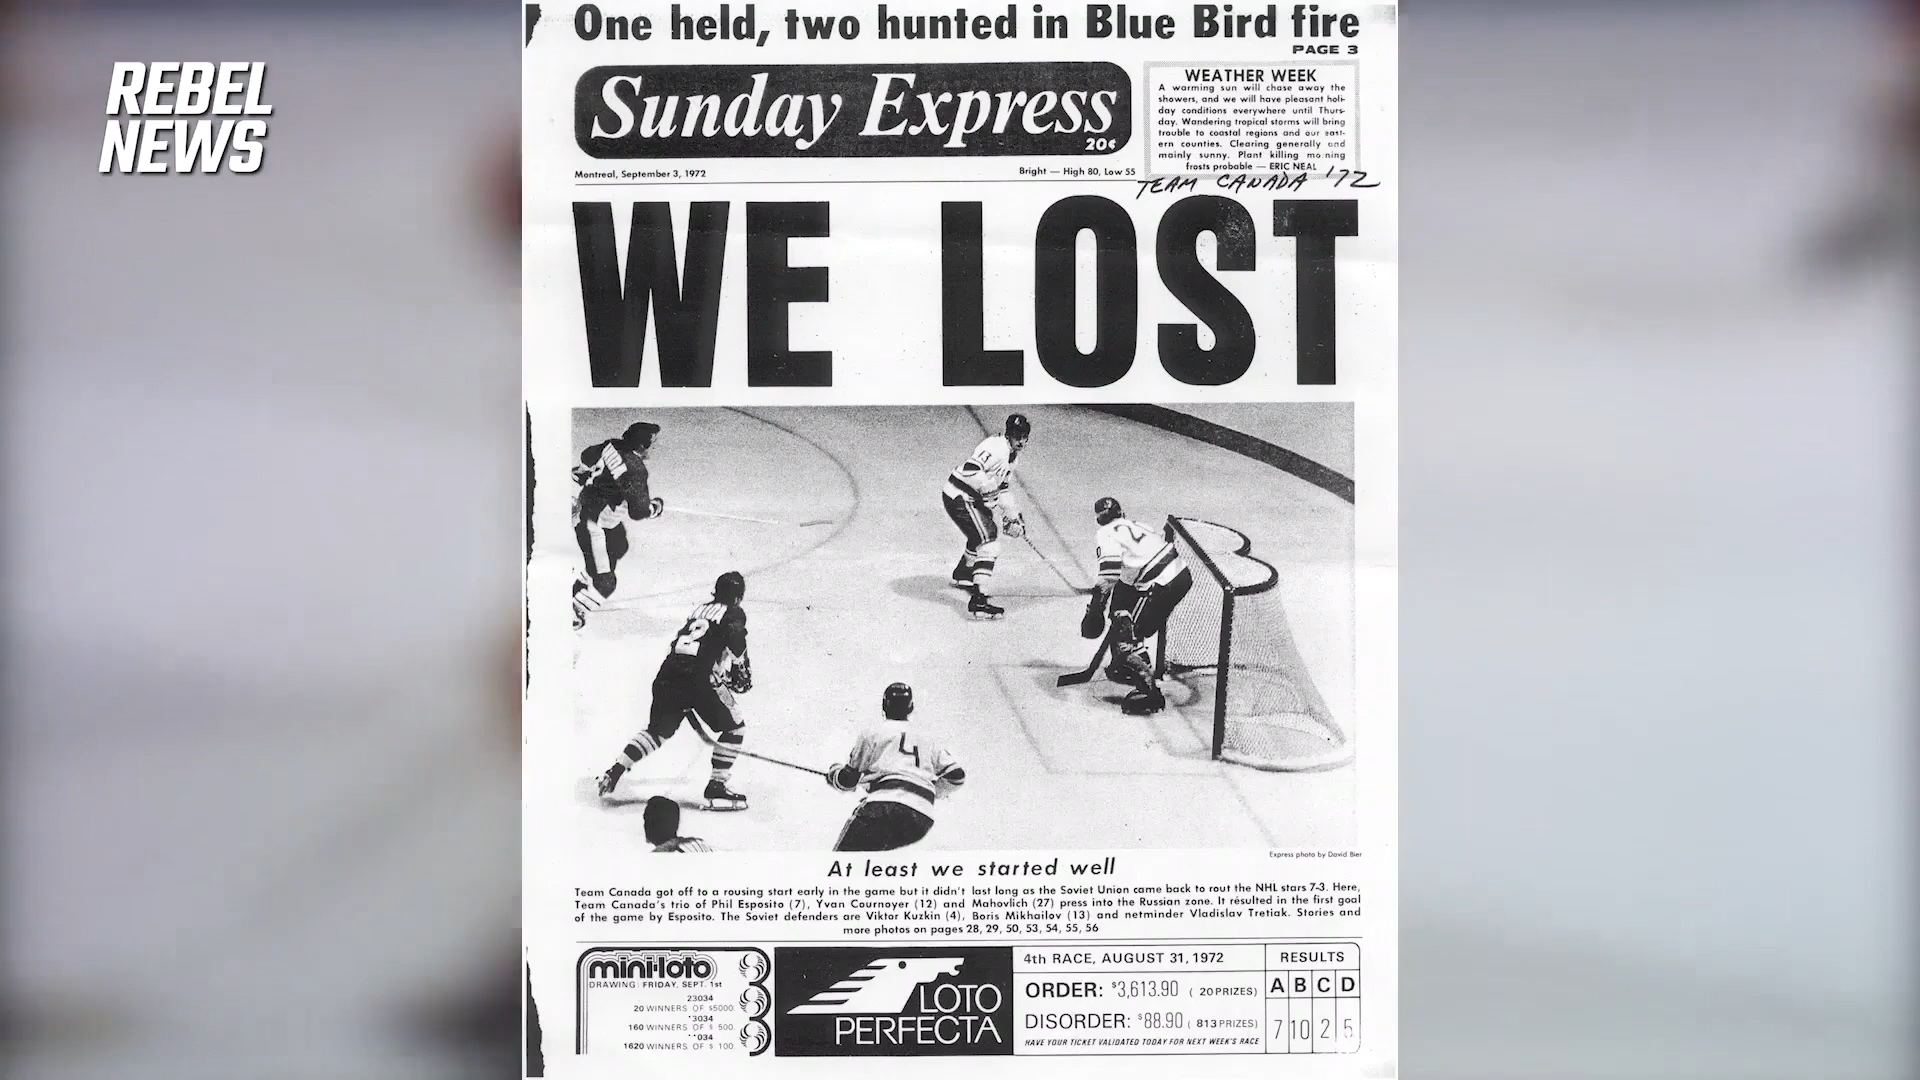 REBEL
NEWS
One held, two hunted in Blue Bird fire
PAGE 3
Sunday Express
20¢
WEATHER WEEK
A warming sun will chase away the
showers, and we will have pleasant holi-
day conditions everywhere until Thurs-
day. Wandering tropical storms will bring
trouble to coastal regions and our east-
ern counties. Clearing generally and
mainly sunny. Plant killing morning
frosts probable — ERIC NEAL
Montreal, September 3, 1972
Bright — High 80, Low 55
TEAM CANADA '72
WE LOST
13
2
4
Express photo by David Bier
At least we started well
Team Canada got off to a rousing start early in the game but it didn't last long as the Soviet Union came back to rout the NHL stars 7-3. Here,
Team Canada's trio of Phil Esposito (7), Yvan Cournoyer (12) and Mahovlich (27) press into the Russian zone. It resulted in the first goal
of the game by Esposito. The Soviet defenders are Viktor Kuzkin (4), Boris Mikhailov (13) and netminder Vladislav Tretiak. Stories and
more photos on pages 28, 29, 50, 53, 54, 55, 56
mini-loto
DRAWING: FRIDAY, SEPT. 1st
23034
20 WINNERS OF $5000.
*3034
160 WINNERS OF $ 500.
**034
1620 WINNERS OF $ 100
LOTO
PERFECTA
4th RACE, AUGUST 31, 1972
ORDER: $3,613.90 ( 20 PRIZES)
DISORDER: $88.90 ( 813 PRIZES)
HAVE YOUR TICKET VALIDATED TODAY FOR NEXT WEEK'S RACE
RESULTS
A B C D
7 10 2 5